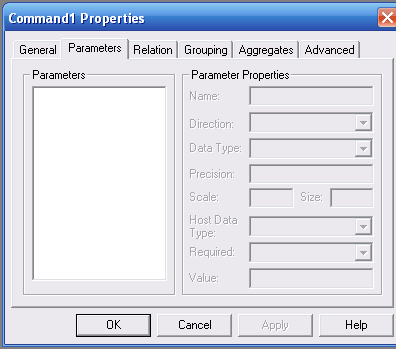 Command1 Properties
General Parameters Relation Grouping Aggregates Advanced
Parameters
Parameter Properties
Name:
Direction:
Data Type:
Precision:
Scale: Size:
Host Data
Type:
Required:
Value:
OK Cancel Apply Help